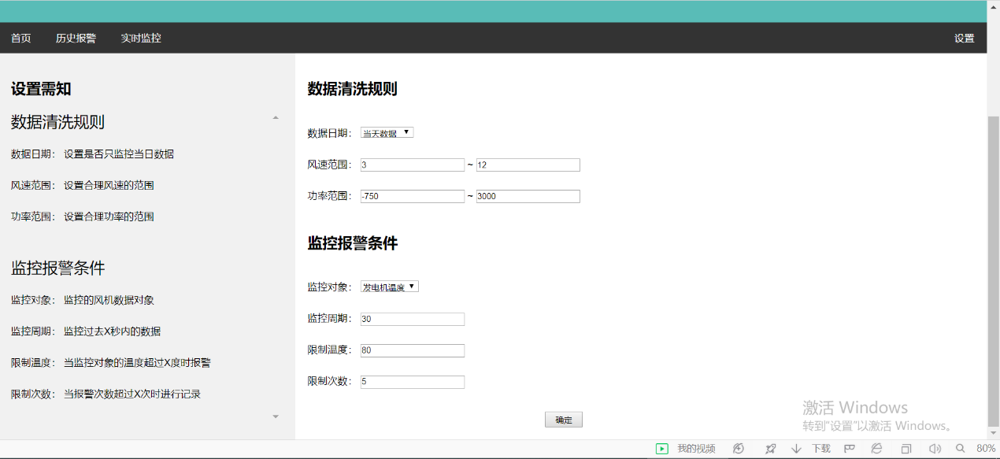 首页 历史报警 实时监控 设置
设置需知
数据清洗规则
数据日期： 设置是否只监控当日数据
风速范围： 设置合理风速的范围
功率范围： 设置合理功率的范围
监控报警条件
监控对象： 监控的风机数据对象
监控周期： 监控过去X秒内的数据
限制温度： 当监控对象的温度超过X度时报警
限制次数： 当报警次数超过X次时进行记录
数据清洗规则
数据日期： 当天数据
风速范围： 3 ~ 12
功率范围： -750 ~ 3000
监控报警条件
监控对象： 发电机温度
监控周期： 30
限制温度： 80
限制次数： 5
确定
激活 Windows
转到"设置"以激活 Windows。
我的视频 下载 80%